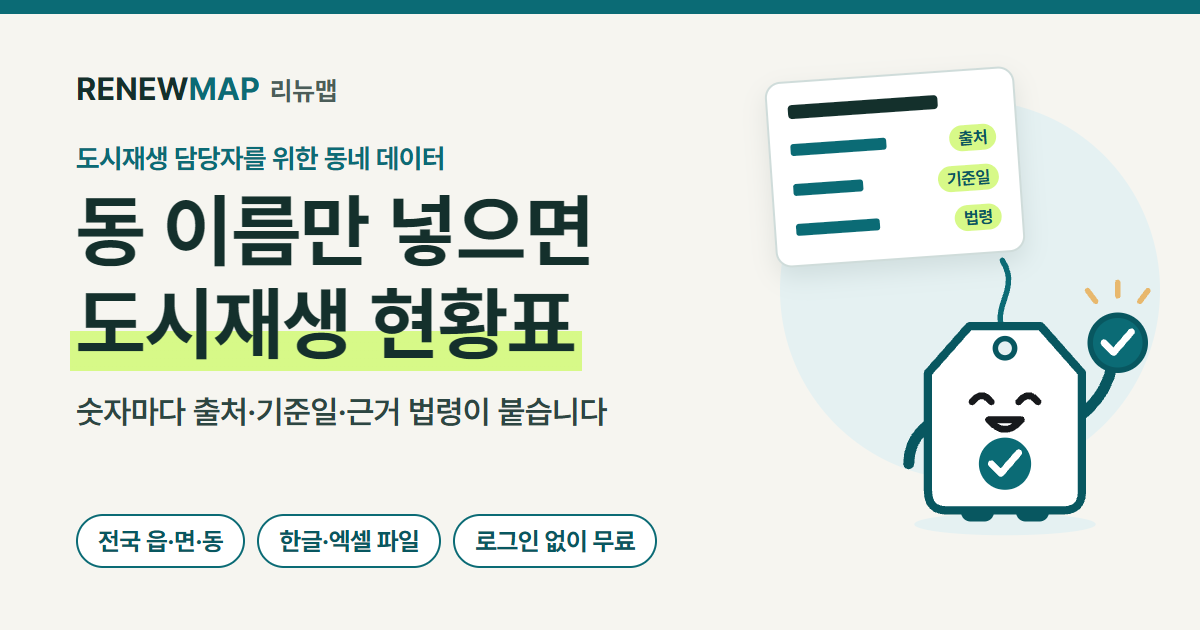 RENEWMAP 리뉴맵
도시재생 담당자를 위한 동네 데이터
동 이름만 넣으면
도시재생 현황표
숫자마다 출처·기준일·근거 법령이 붙습니다
전국 읍·면·동
한글·엑셀 파일
로그인 없이 무료
출처
기준일
법령